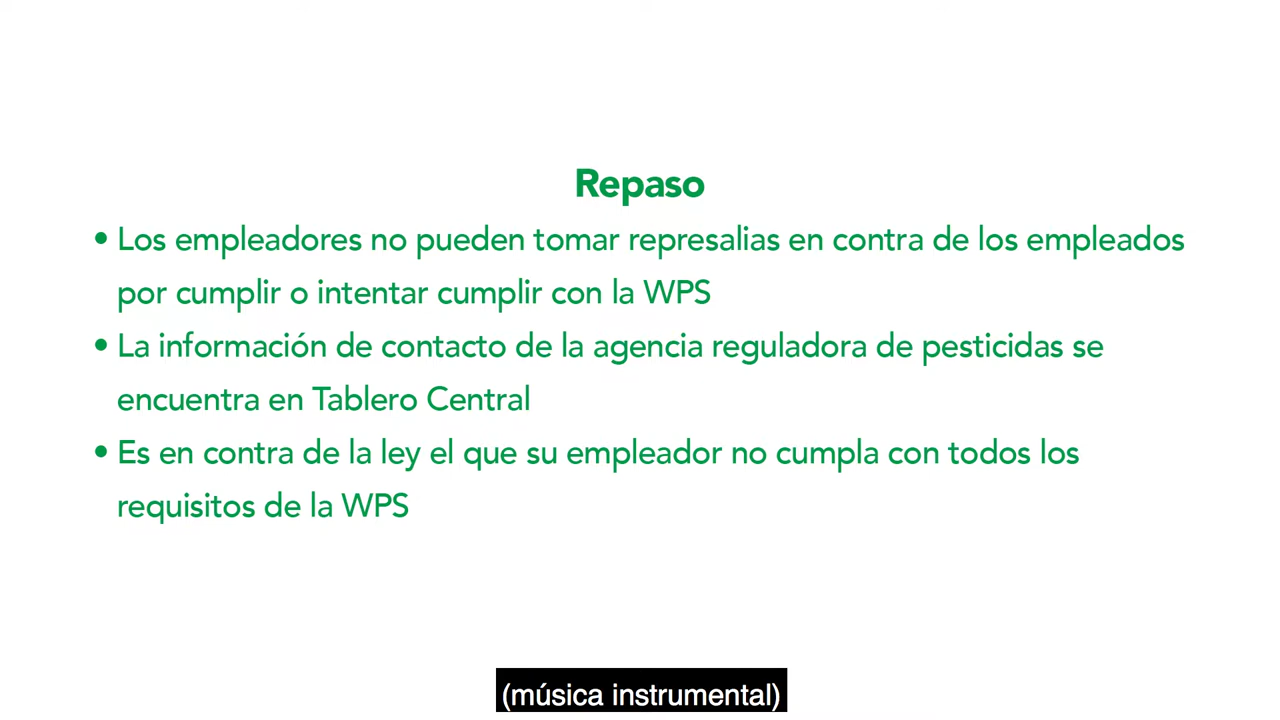 Repaso
• Los empleadores no pueden tomar represalias en contra de los empleados
por cumplir o intentar cumplir con la WPS
• La información de contacto de la agencia reguladora de pesticidas se
encuentra en Tablero Central
• Es en contra de la ley el que su empleador no cumpla con todos los
requisitos de la WPS
(música instrumental)